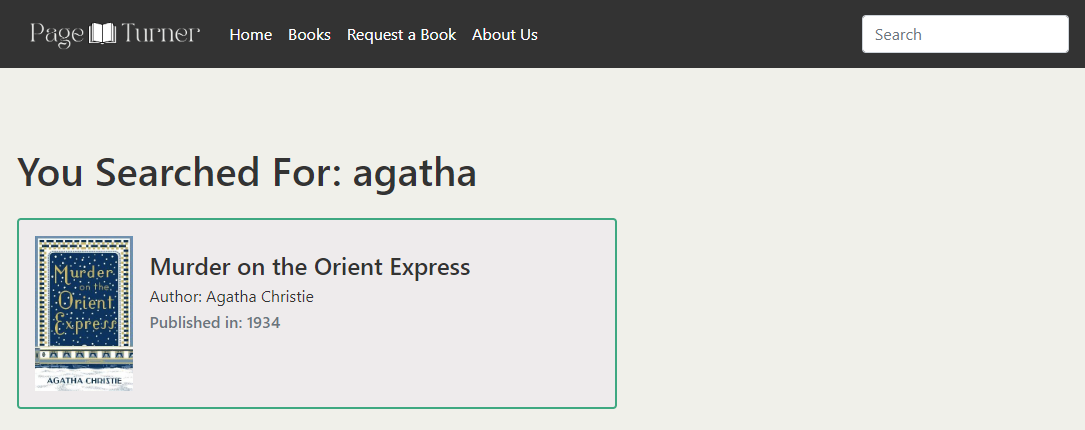 Page Turner Home Books Request a Book About Us Search
You Searched For: agatha
Murder on the Orient Express
Author: Agatha Christie
Published in: 1934
Murder
on the
Orient
Express
AGATHA CHRISTIE